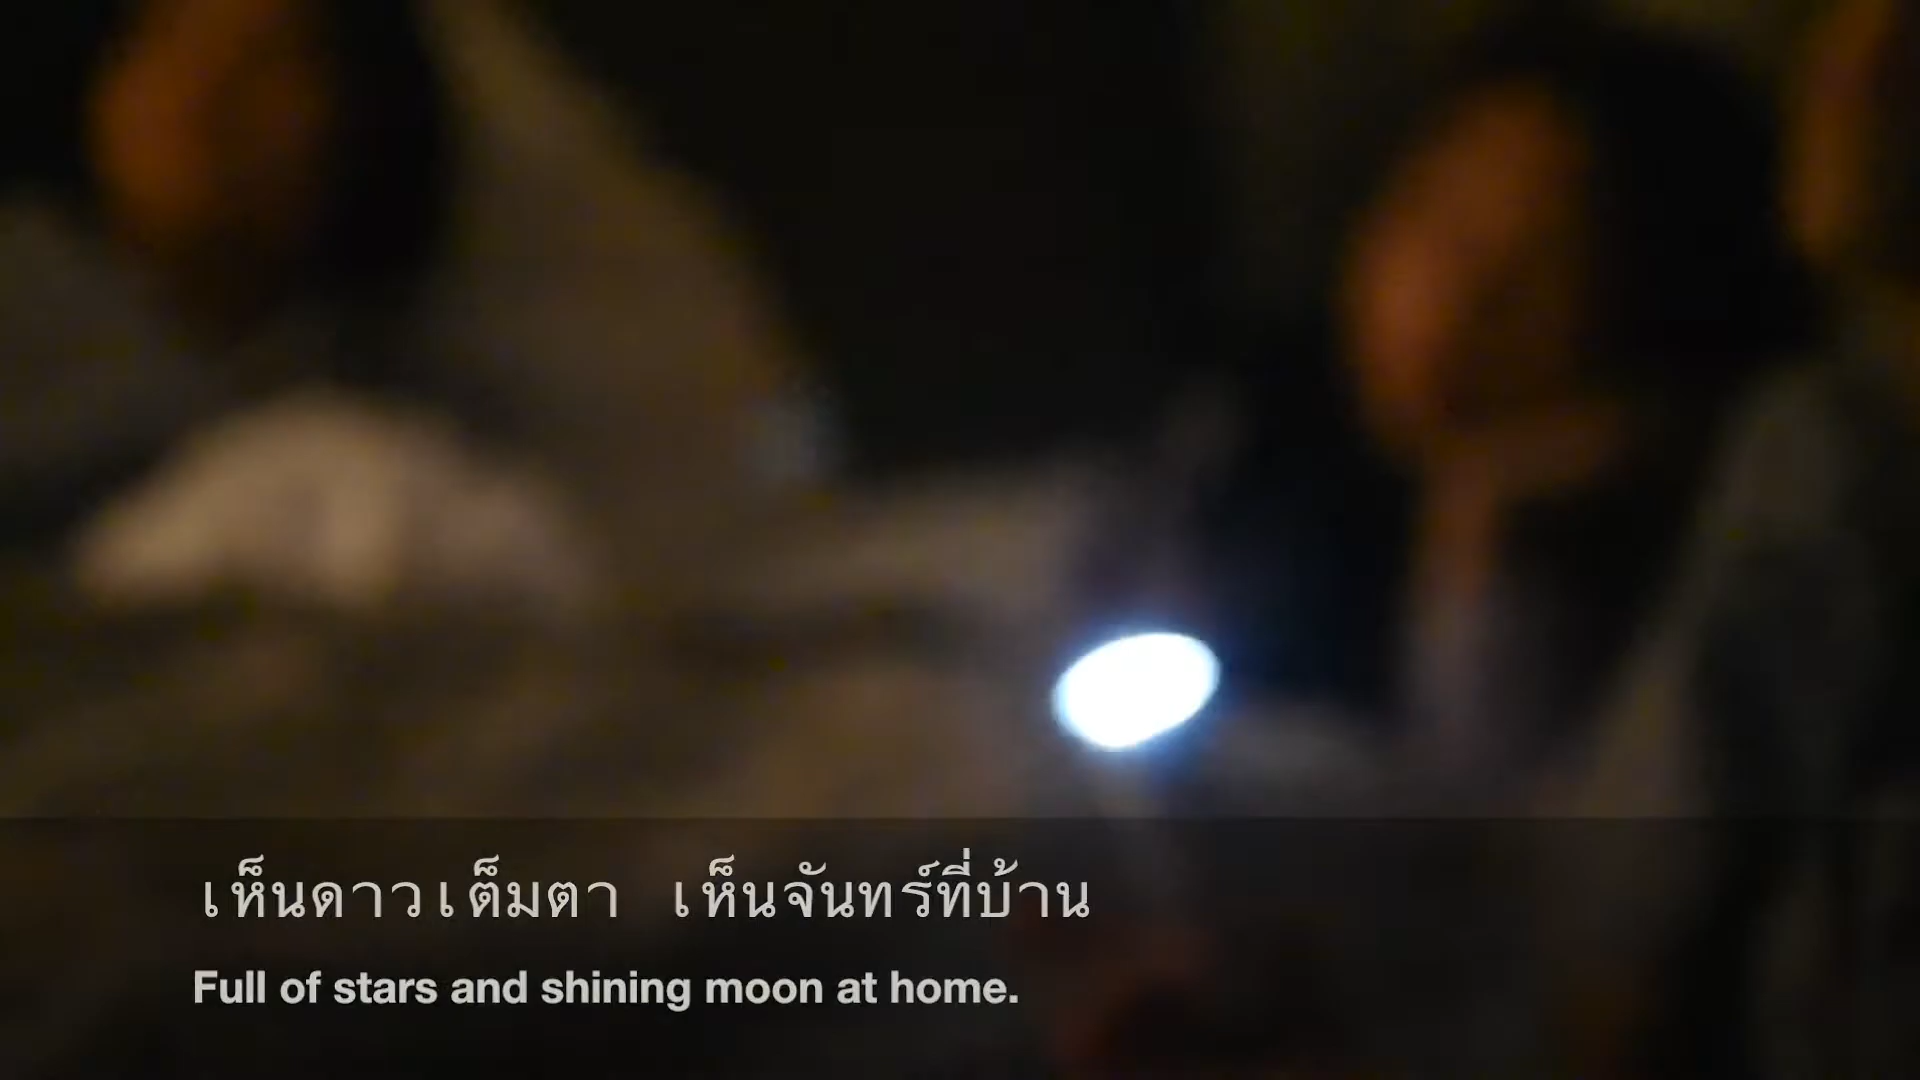 เห็นดาวเต็มตา เห็นจันทร์ที่บ้าน
Full of stars and shining moon at home.